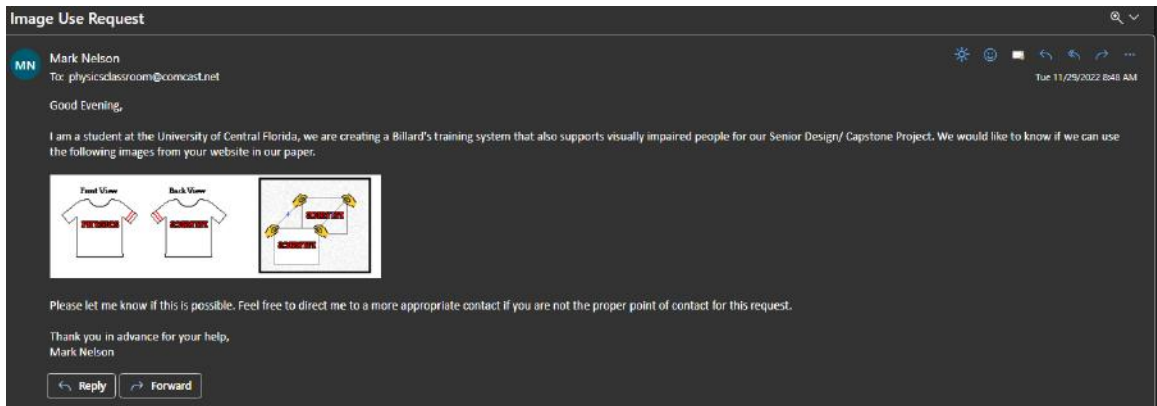 Image Use Request
MN
Mark Nelson
To: physicsclassroom@comcast.net
Tue 11/29/2022 8:48 AM
Good Evening,
I am a student at the University of Central Florida, we are creating a Billard's training system that also supports visually impaired people for our Senior Design/ Capstone Project. We would like to know if we can use
the following images from your website in our paper.
Front View Back View
PHYSICS
Please let me know if this is possible. Feel free to direct me to a more appropriate contact if you are not the proper point of contact for this request.
Thank you in advance for your help,
Mark Nelson
Reply Forward